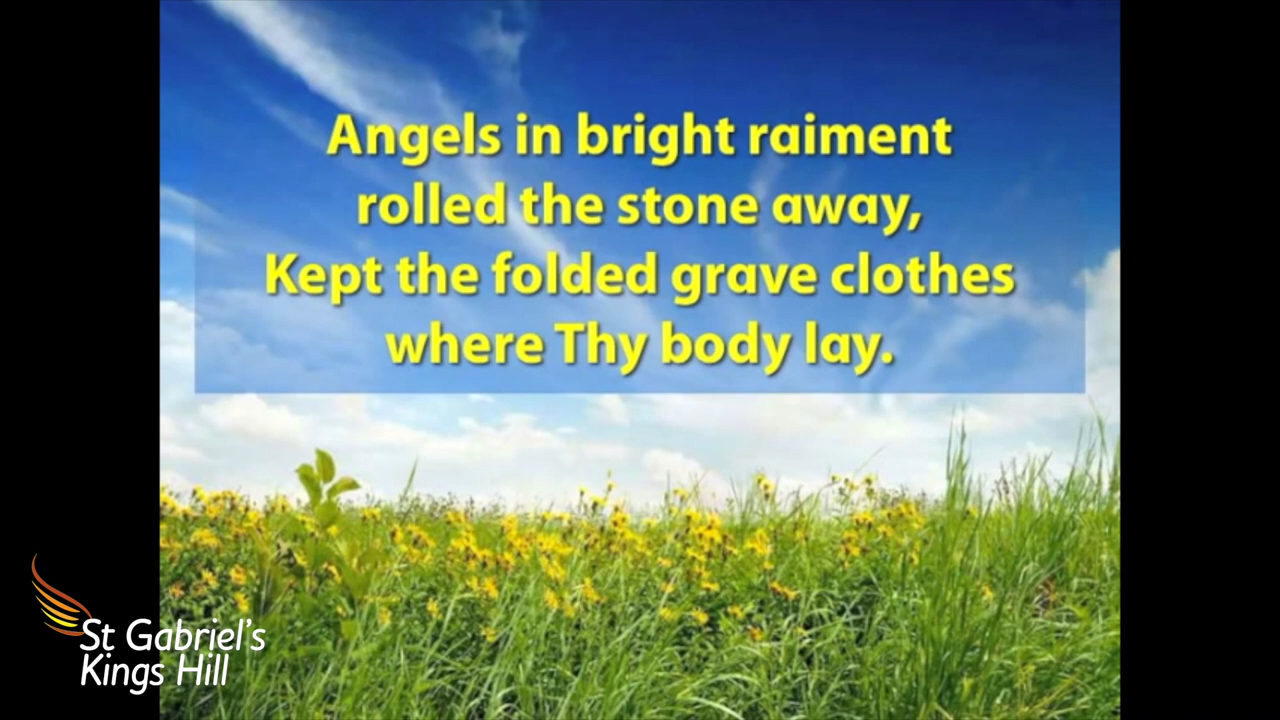 Angels in bright raiment
rolled the stone away,
Kept the folded grave clothes
where Thy body lay.
St Gabriel's
Kings Hill